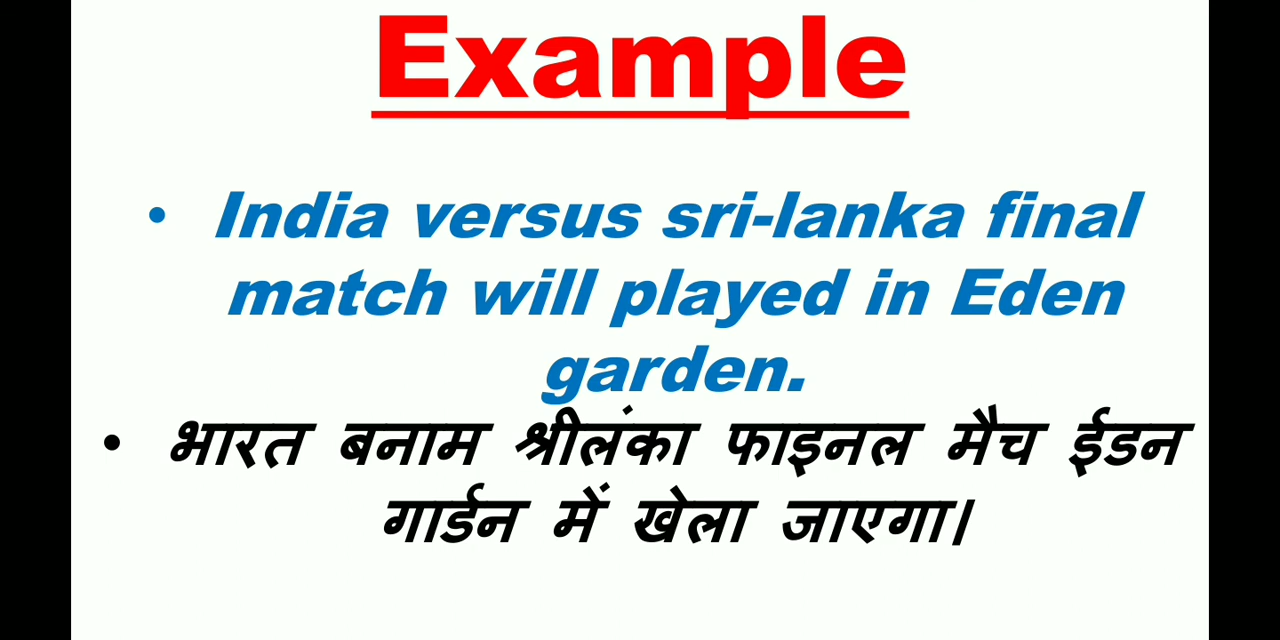 Example
• India versus sri-lanka final
match will played in Eden
garden.
• भारत बनाम श्रीलंका फाइनल मैच ईडन
गार्डन में खेला जाएगा।